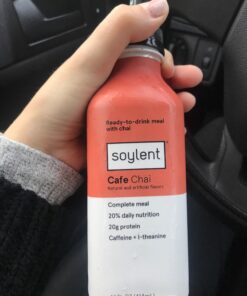 Ready-to-drink meal
with chai
soylent
Cafe Chai
Natural and artificial flavors
Complete meal
20% daily nutrition
20g protein
Caffeine + l-theanine